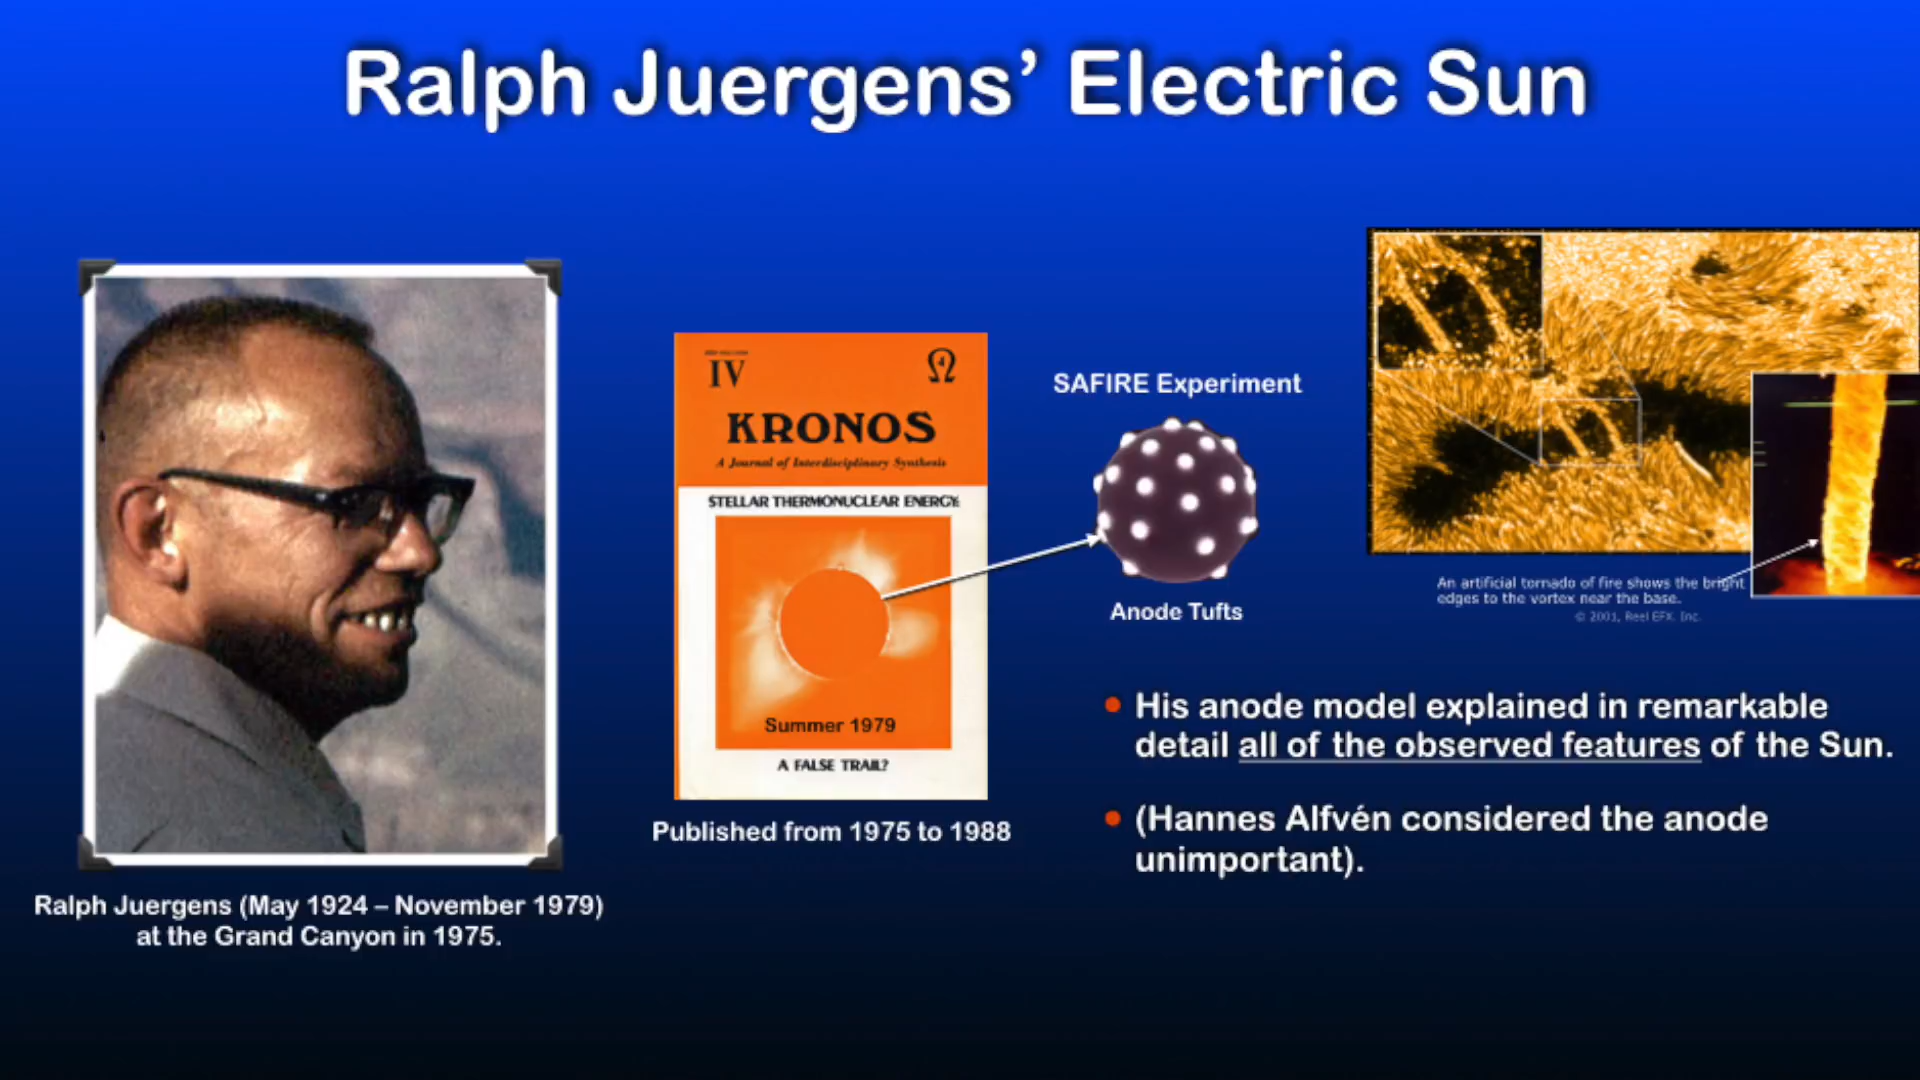 Ralph Juergens’ Electric Sun
IV
KRONOS
A Journal of Interdisciplinary Synthesis
STELLAR THERMONUCLEAR ENERGY:
Summer 1979
A FALSE TRAIL?
Published from 1975 to 1988
Ralph Juergens (May 1924 – November 1979)
at the Grand Canyon in 1975.
SAFIRE Experiment
Anode Tufts
An artificial tornado of fire shows the bright
edges to the vortex near the base.
© 2001, Reel EFX, Inc.
• His anode model explained in remarkable
detail all of the observed features of the Sun.
• (Hannes Alfvén considered the anode
unimportant).